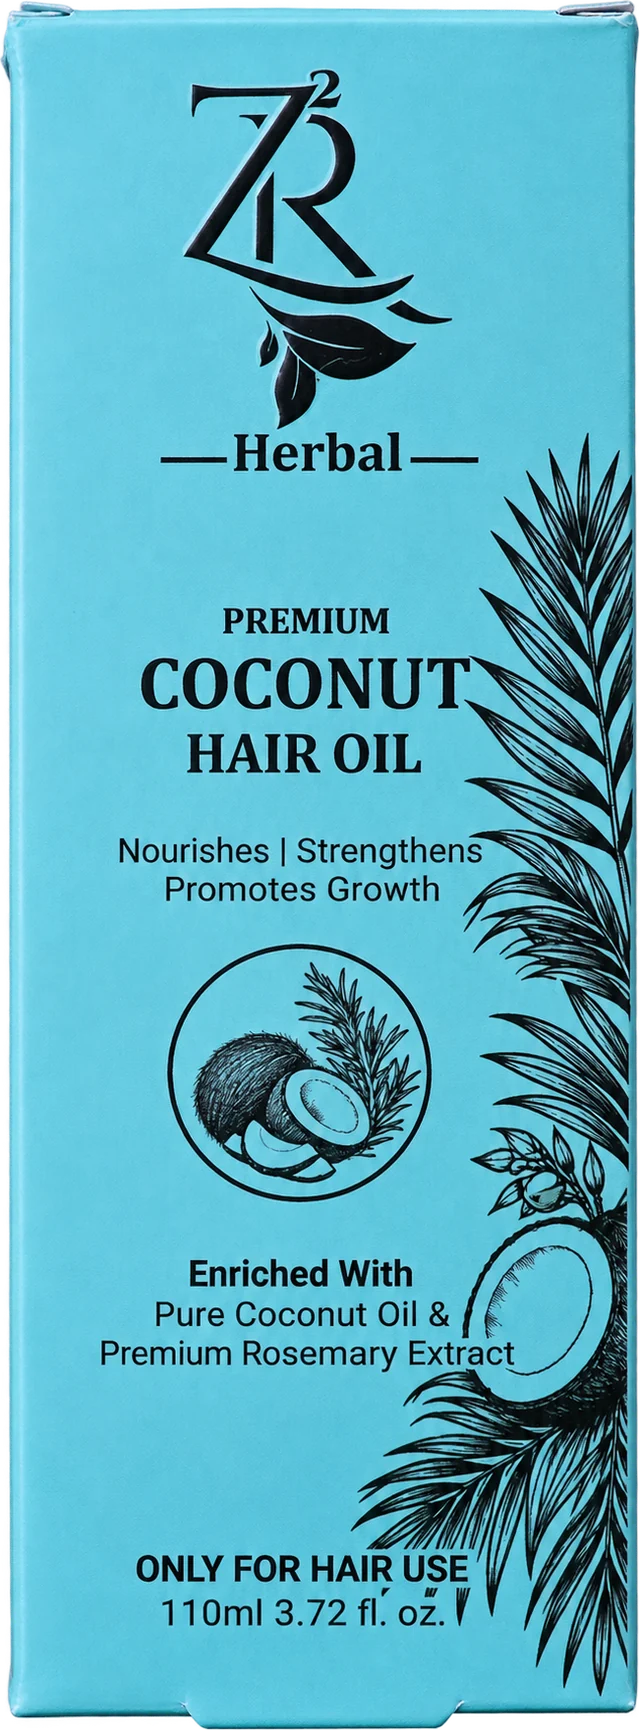 ZR²
Herbal
PREMIUM
COCONUT
HAIR OIL
Nourishes | Strengthens
Promotes Growth
Enriched With
Pure Coconut Oil &
Premium Rosemary Extract
ONLY FOR HAIR USE
110ml 3.72 fl. oz.